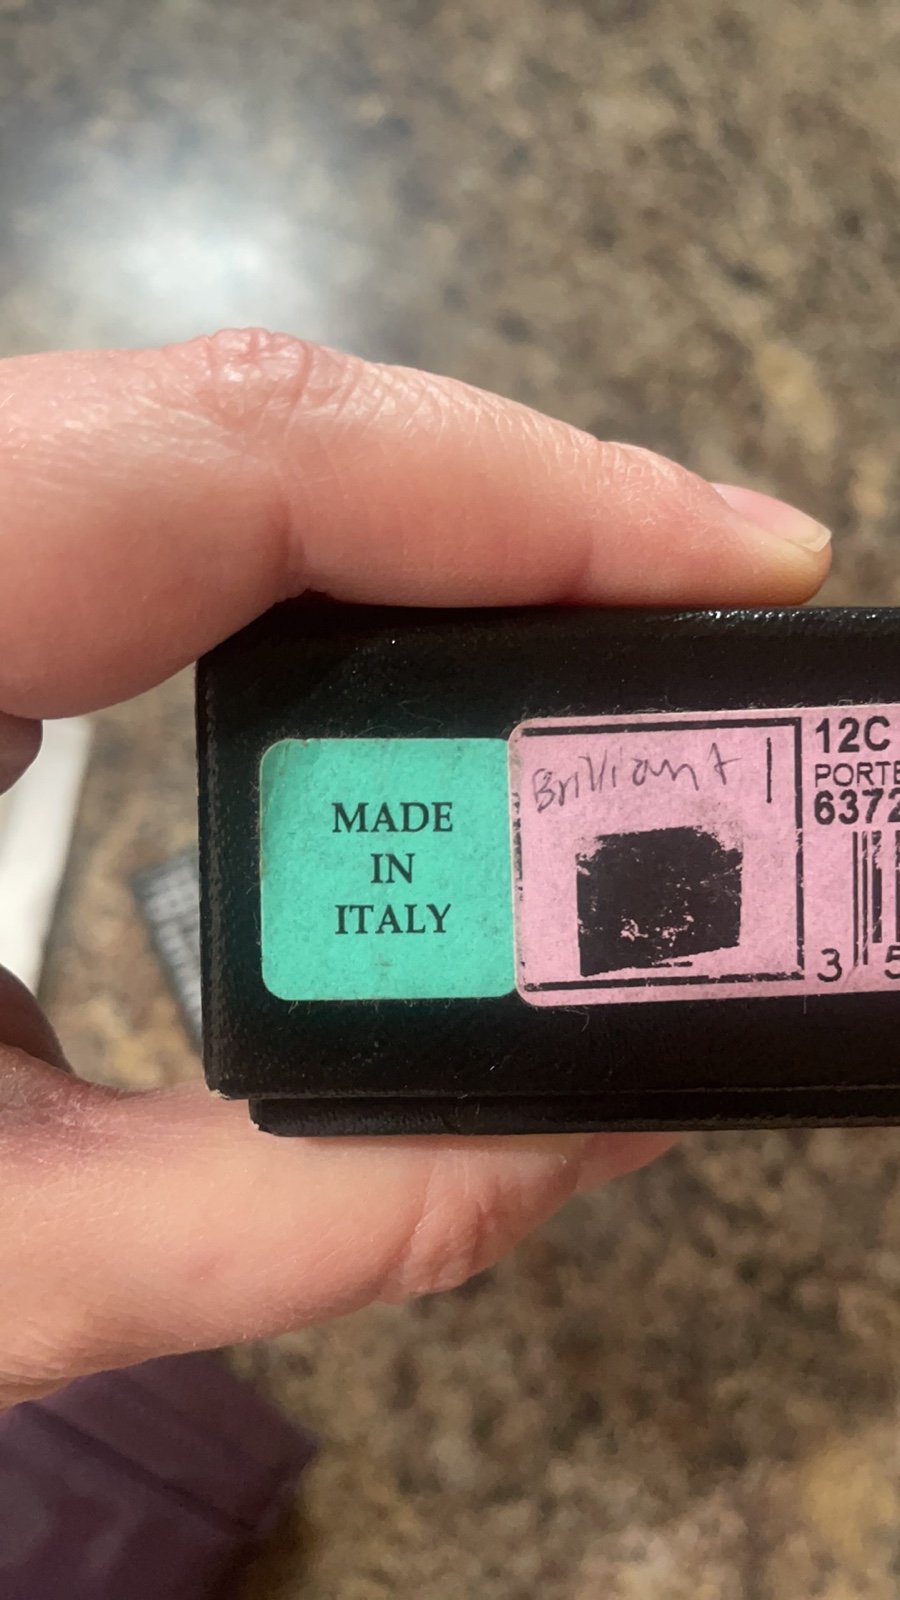 MADE
IN
ITALY
Brilliant
12C
PORTE
6372
3 5